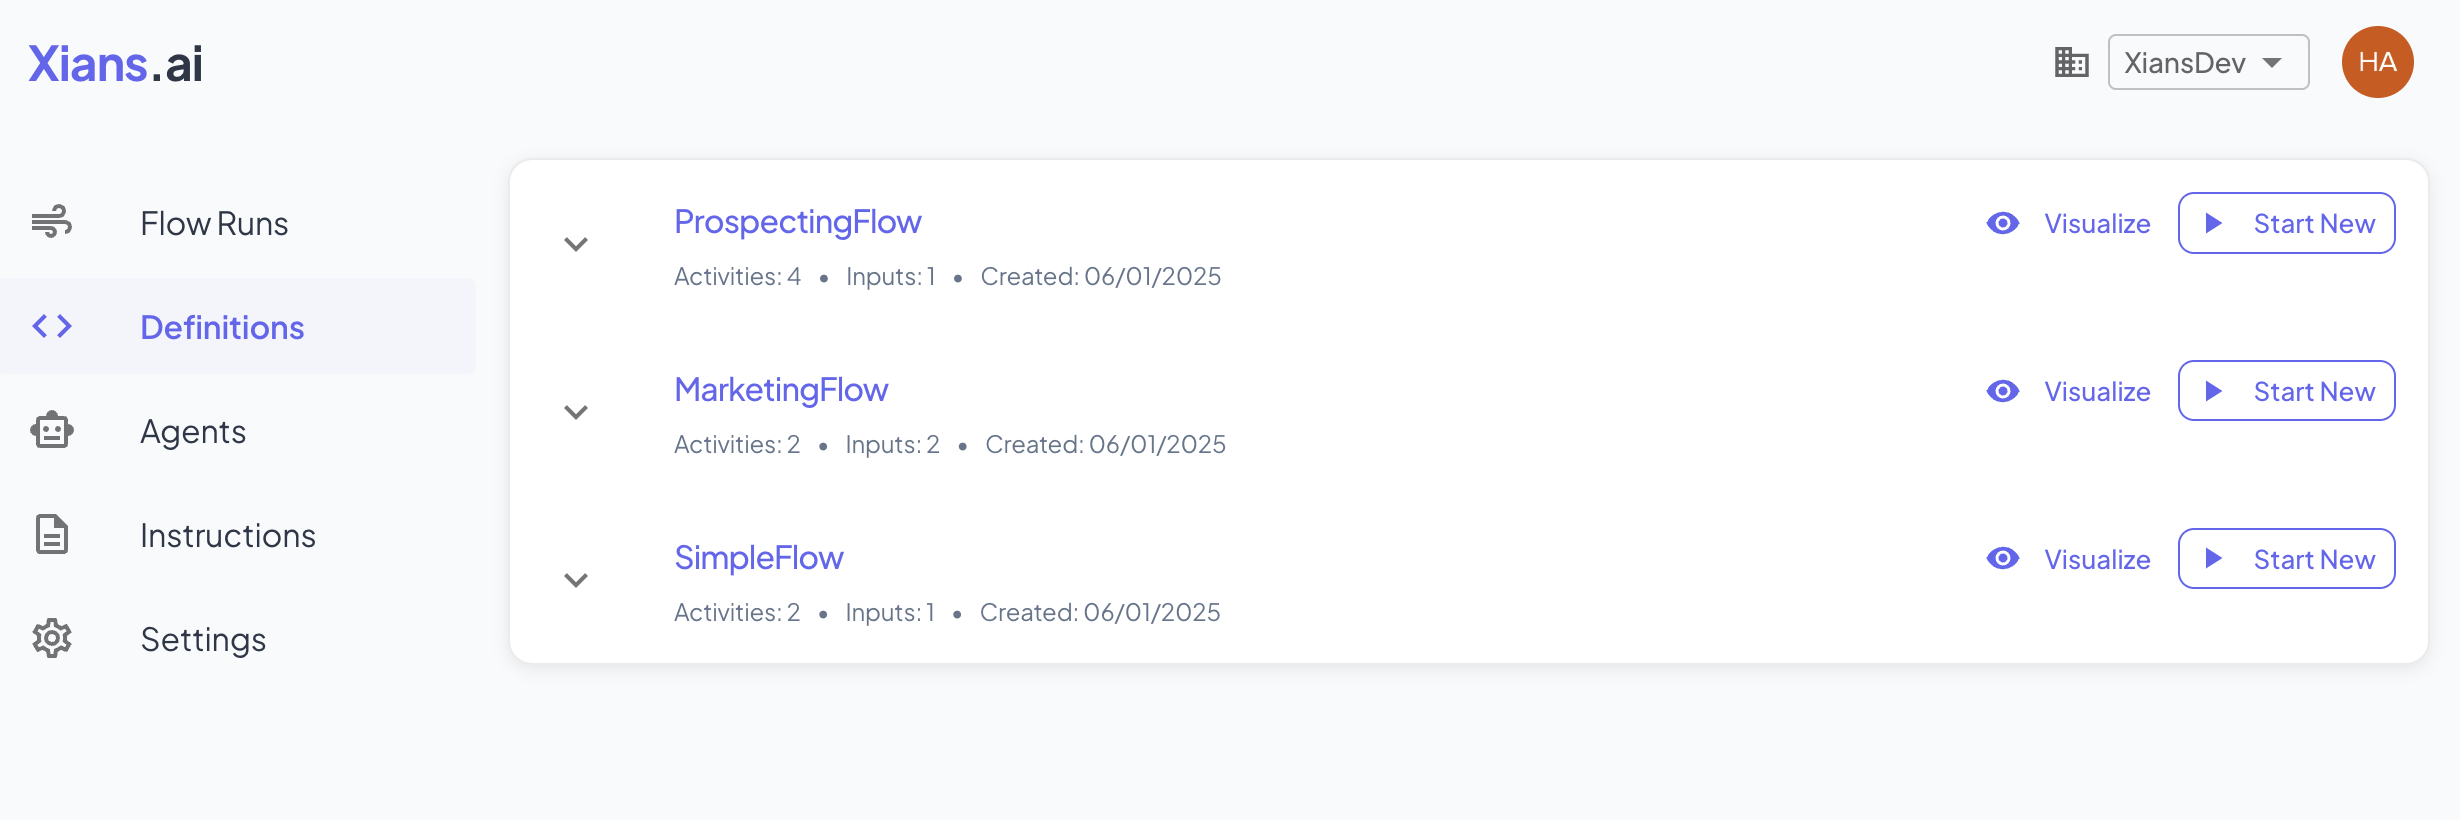 Xians.ai
XiansDev
HA
Flow Runs
Definitions
Agents
Instructions
Settings
ProspectingFlow
Activities: 4 • Inputs: 1 • Created: 06/01/2025
Visualize
Start New
MarketingFlow
Activities: 2 • Inputs: 2 • Created: 06/01/2025
Visualize
Start New
SimpleFlow
Activities: 2 • Inputs: 1 • Created: 06/01/2025
Visualize
Start New